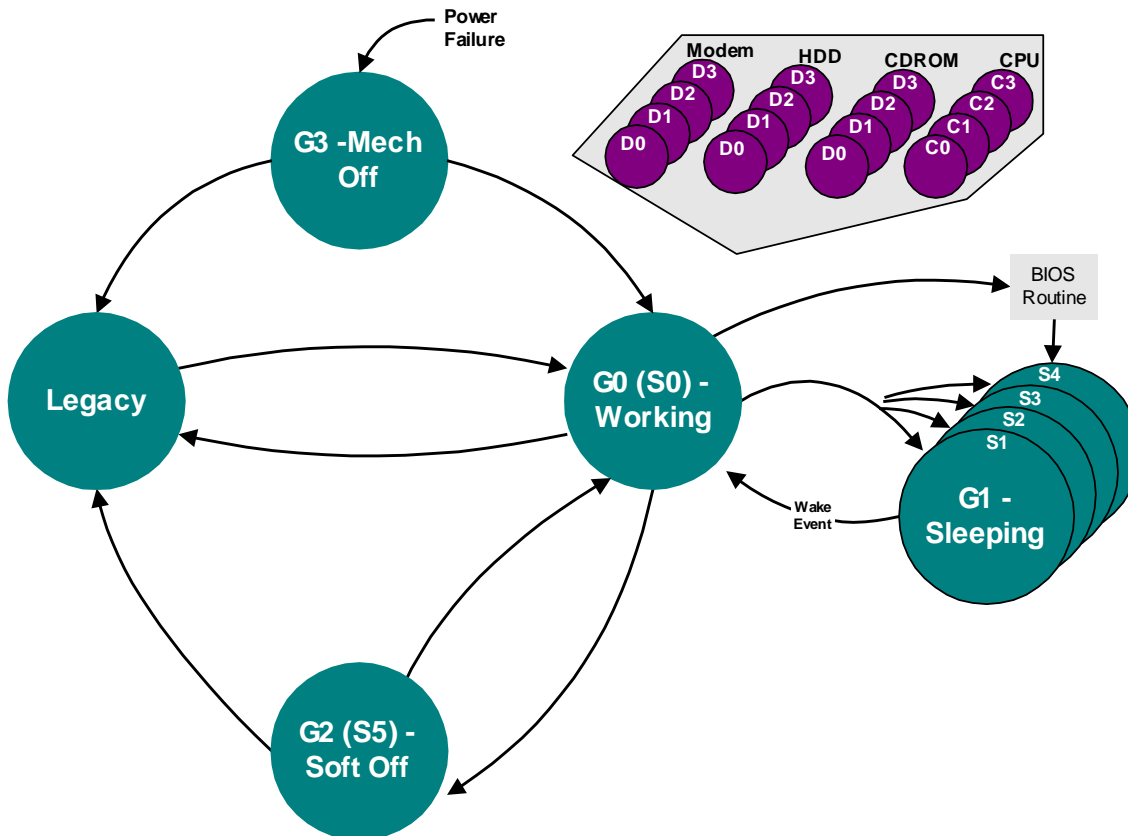 Power
Failure
G3 -Mech
Off
Modem
HDD
CDROM
CPU
D3
D2
D1
D0
D3
D2
D1
D0
D3
D2
D1
D0
C3
C2
C1
C0
BIOS
Routine
Legacy
G0 (S0) -
Working
S4
S3
S2
S1
G1 -
Sleeping
Wake
Event
G2 (S5) -
Soft Off